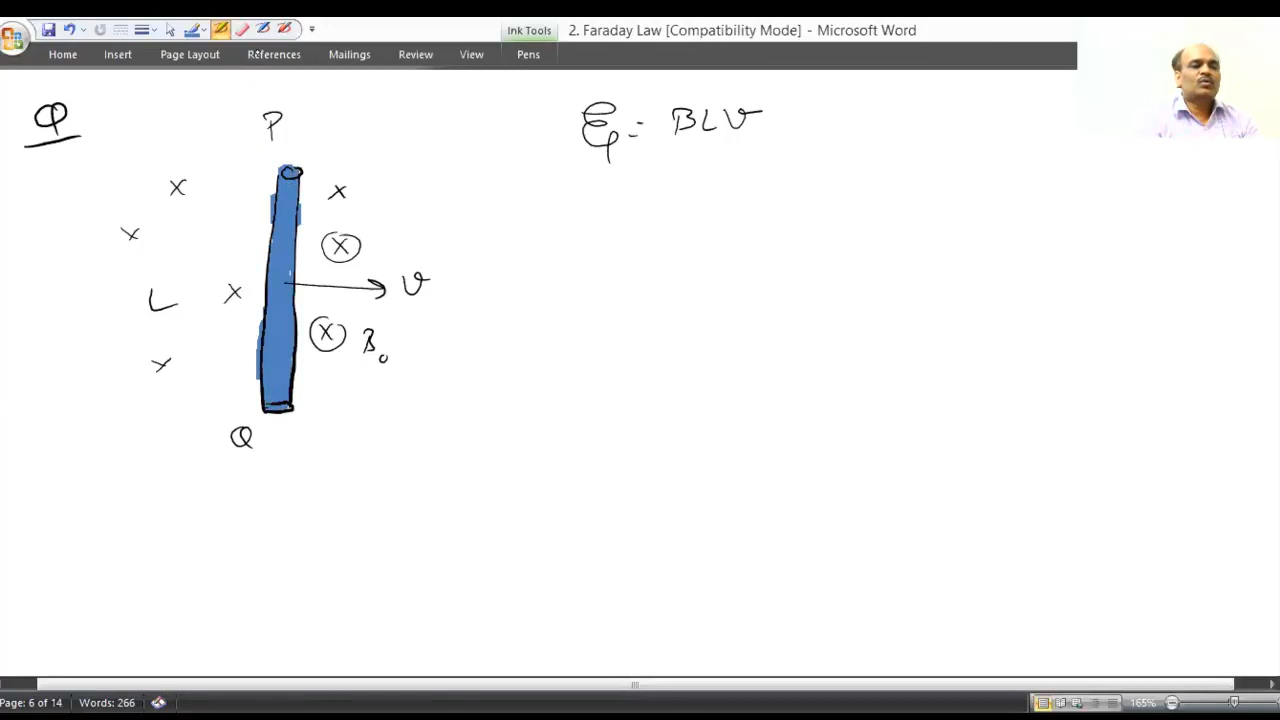 Ink Tools
2. Faraday Law [Compatibility Mode] - Microsoft Word
Home Insert Page Layout References Mailings Review View Pens
Q
P
X X
X X
L X v
X X B₀
Q
ξ = BLv
Page: 6 of 14 Words: 266 165%